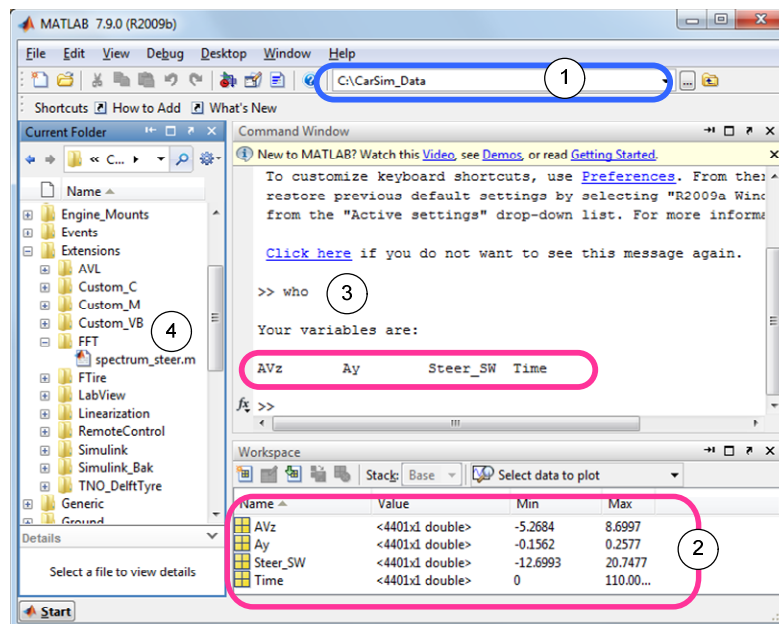 MATLAB 7.9.0 (R2009b)
File Edit View Debug Desktop Window Help
C:\CarSim_Data
1
Shortcuts How to Add What's New
Current Folder
« C...
Name
Engine_Mounts
Events
Extensions
AVL
Custom_C
Custom_M
Custom_VB
4
FFT
spectrum_steer.m
FTire
LabView
Linearization
RemoteControl
Simulink
Simulink_Bak
TNO_DelftTyre
Generic
Ground
Details
Select a file to view details
Command Window
New to MATLAB? Watch this Video, see Demos, or read Getting Started.
To customize keyboard shortcuts, use Preferences. From ther
restore previous default settings by selecting "R2009a Wind
from the "Active settings" drop-down list. For more informa
Click here if you do not want to see this message again.
>> who
3
Your variables are:
AVz Ay Steer_SW Time
fx >>
Workspace
Stack: Base Select data to plot
Name Value Min Max
AVz <4401x1 double> -5.2684 8.6997
Ay <4401x1 double> -0.1562 0.2577
Steer_SW <4401x1 double> -12.6993 20.7477
Time <4401x1 double> 0 110.00...
2
Start